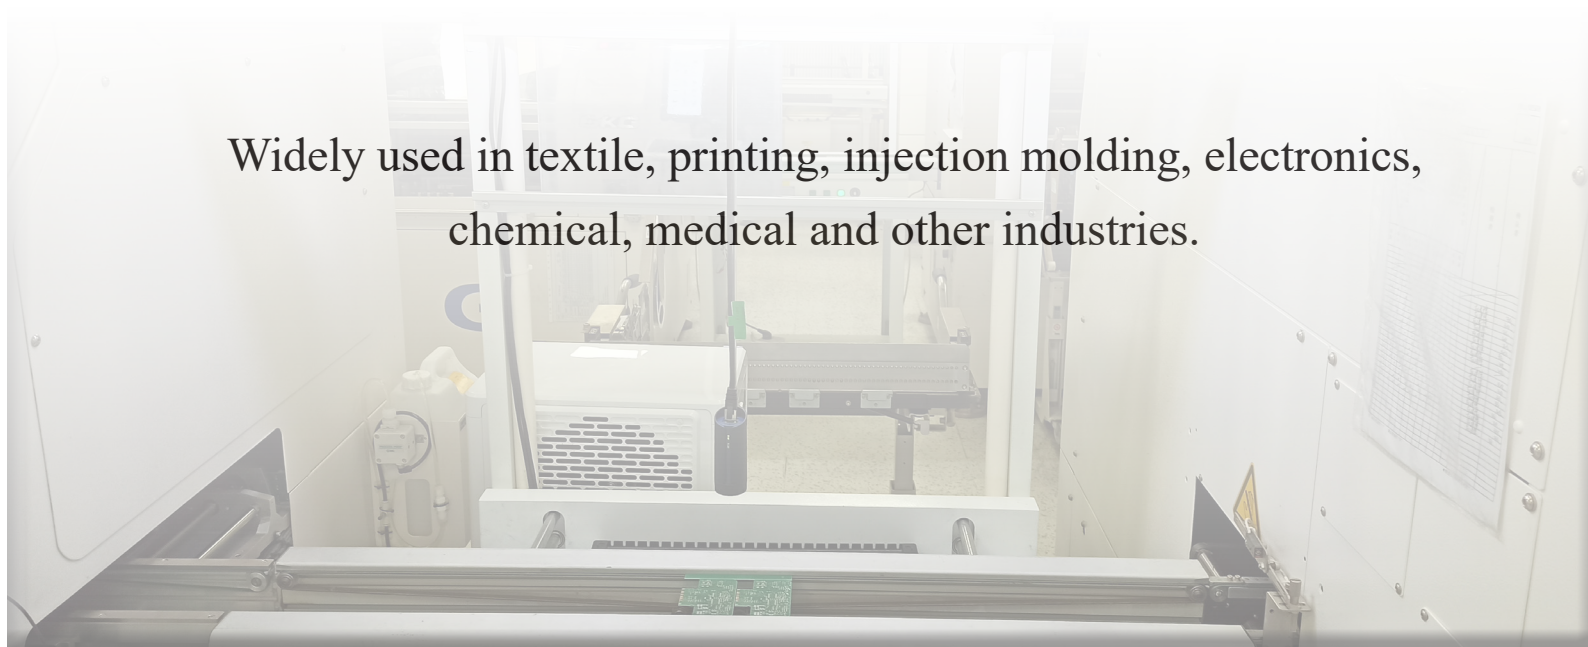 Widely used in textile, printing, injection molding, electronics,
chemical, medical and other industries.